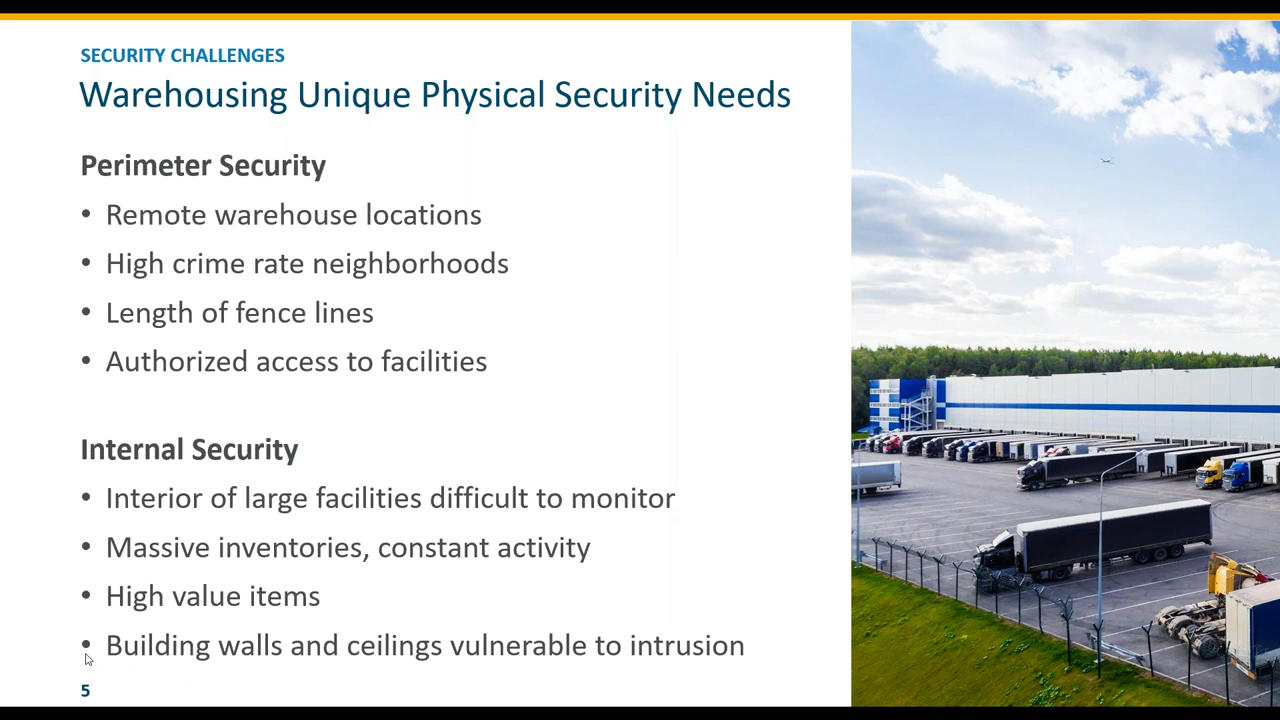 SECURITY CHALLENGES
Warehousing Unique Physical Security Needs
Perimeter Security
• Remote warehouse locations
• High crime rate neighborhoods
• Length of fence lines
• Authorized access to facilities
Internal Security
• Interior of large facilities difficult to monitor
• Massive inventories, constant activity
• High value items
• Building walls and ceilings vulnerable to intrusion
5